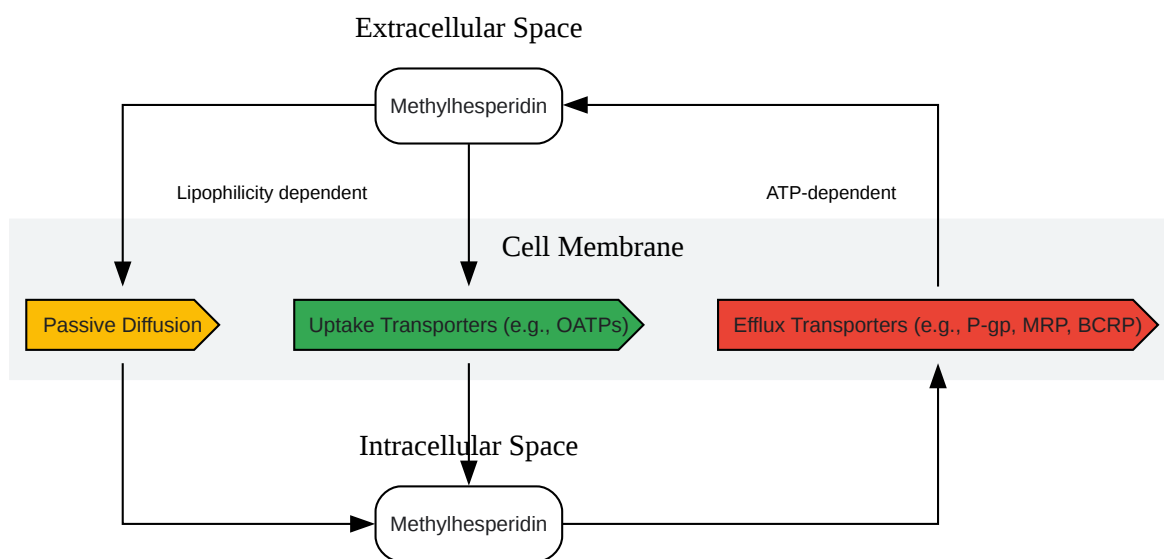 Extracellular Space
Methylhesperidin
Lipophilicity dependent
ATP-dependent
Cell Membrane
Passive Diffusion
Uptake Transporters (e.g., OATPs)
Efflux Transporters (e.g., P-gp, MRP, BCRP)
Intracellular Space
Methylhesperidin